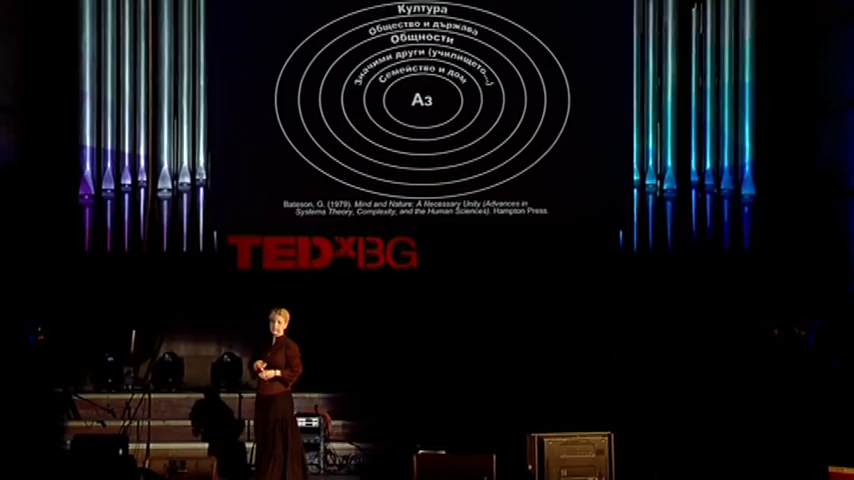 Култура
Общество и държава
Общности
Значими други (училището...)
Семейство и дом
Аз
Bateson, G. (1979). Mind and Nature: A Necessary Unity (Advances in
Systems Theory, Complexity, and the Human Sciences). Hampton Press.
TEDxBG